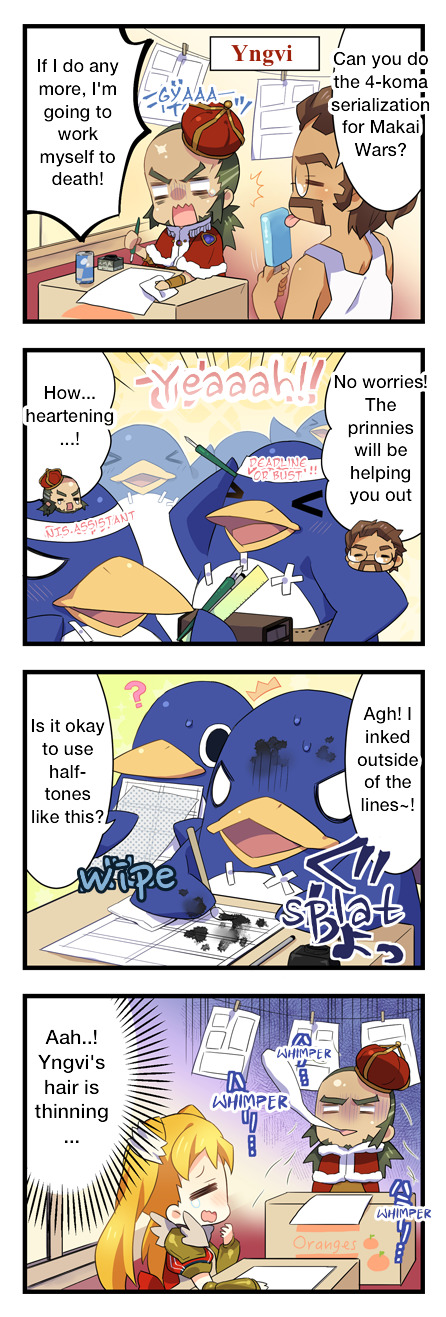 Yngvi
Can you do
the 4-koma
serialization
for Makai
Wars?
If I do any
more, I'm
going to
work
myself to
death!
GYAAA
Yeaaah!!
No worries!
The
prinnies
will be
helping
you out
How...
heartening
...!
DEADLINE
OR BUST!!
NIS ASSISTANT
Agh! I
inked
outside
of the
lines~!
Is it okay
to use
half-
tones
like this?
?
wipe
splat
Aah..!
Yngvi's
hair is
thinning
...
WHIMPER
WHIMPER
WHIMPER
Oranges